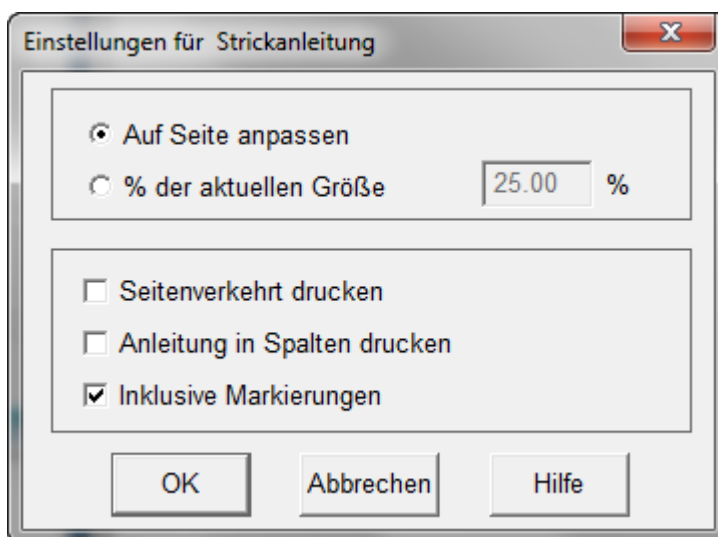 Einstellungen für  Strickanleitung
Auf Seite anpassen
% der aktuellen Größe 25.00 %
Seitenverkehrt drucken
Anleitung in Spalten drucken
Inklusive Markierungen
OK Abbrechen Hilfe